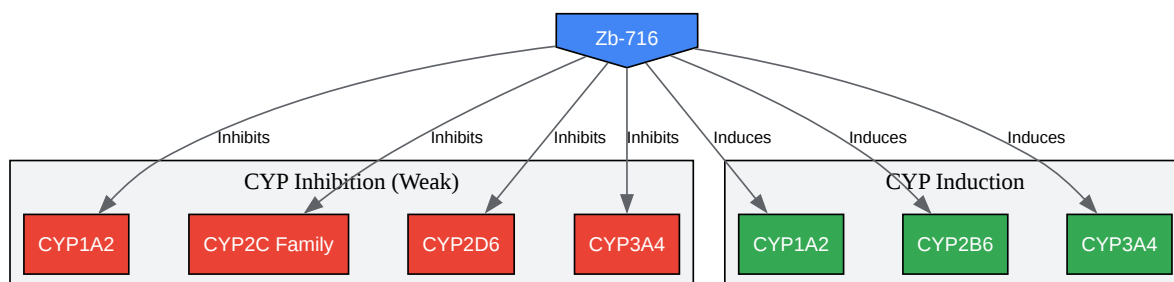 Zb-716
Inhibits
Inhibits
Inhibits
Inhibits
Induces
Induces
Induces
CYP Inhibition (Weak)
CYP Induction
CYP1A2
CYP2C Family
CYP2D6
CYP3A4
CYP1A2
CYP2B6
CYP3A4